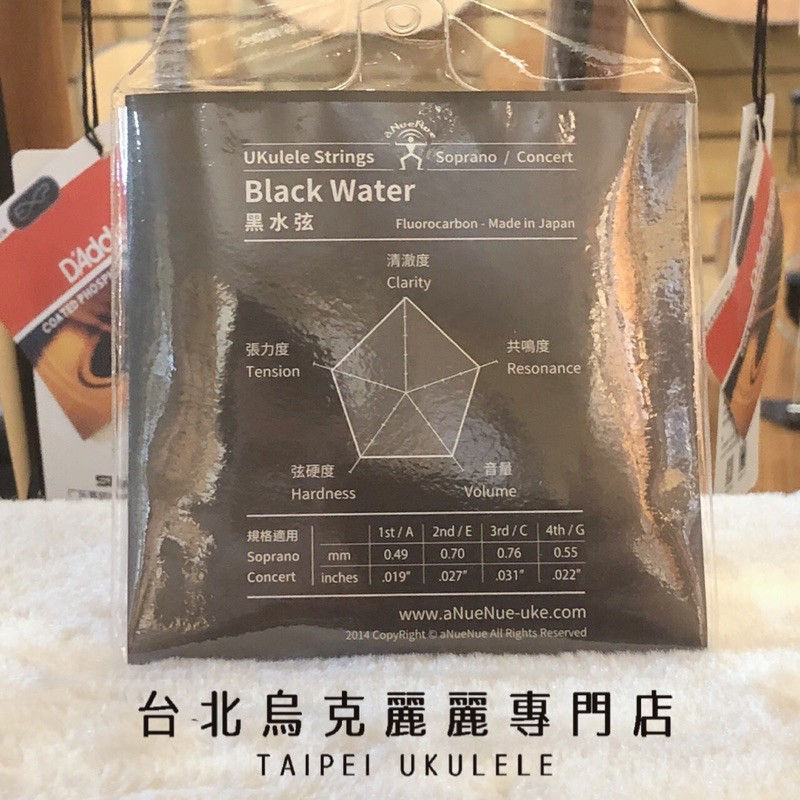 aNueNue
UKulele Strings
Soprano / Concert
Black Water
黑水弦
Fluorocarbon - Made in Japan
清澈度
Clarity
張力度
Tension
共鳴度
Resonance
弦硬度
Hardness
音量
Volume
規格適用 1st / A 2nd / E 3rd / C 4th / G
Soprano mm 0.49 0.70 0.76 0.55
Concert inches .019" .027" .031" .022"
www.aNueNue-uke.com
2014 CopyRight © aNueNue All Rights Reserved
EXP
D'Add
COATED PHOSP
台北烏克麗麗專門店
TAIPEI UKULELE